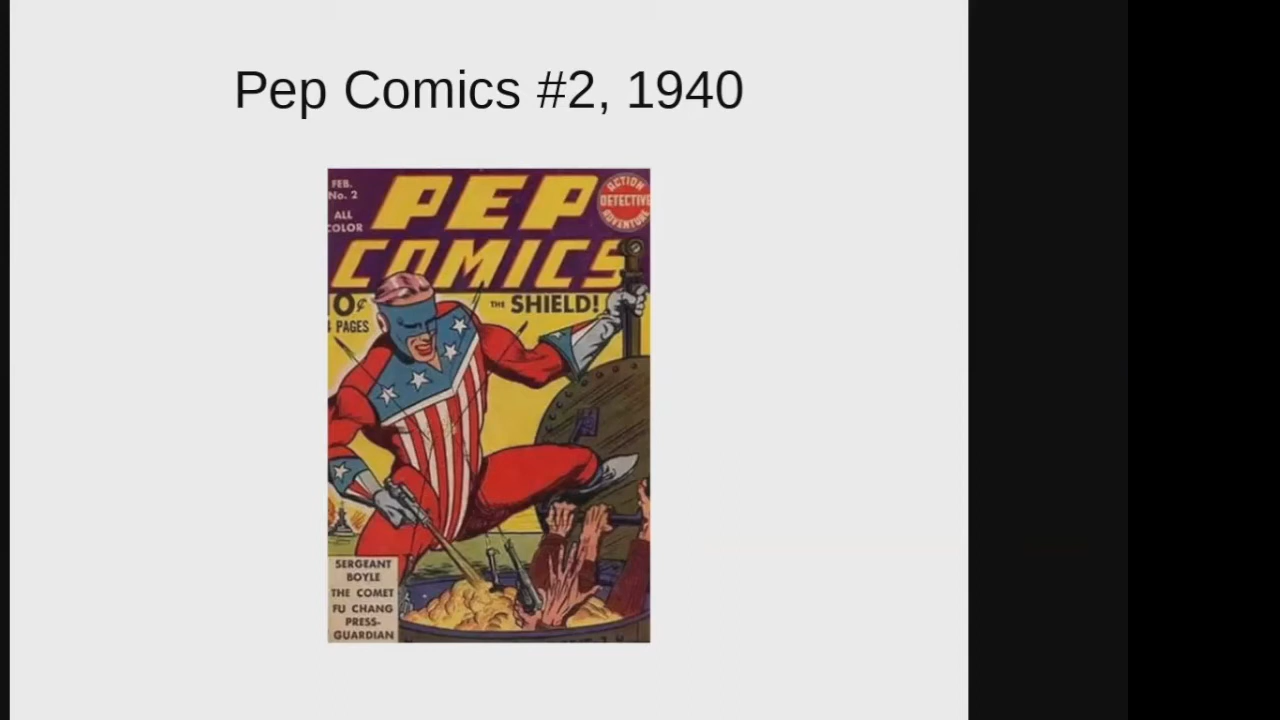 Pep Comics #2, 1940
FEB.
No. 2
ALL
COLOR
PEP
COMICS
ACTION
DETECTIVE
ADVENTURE
10¢
PAGES
THE SHIELD!
SERGEANT
BOYLE
THE COMET
FU CHANG
PRESS-
GUARDIAN